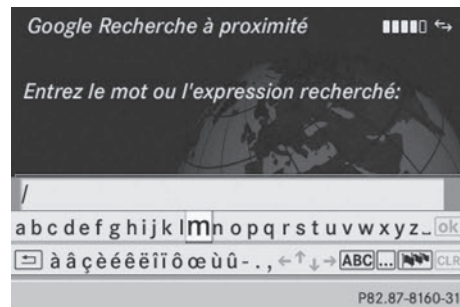 Google Recherche à proximité
Entrez le mot ou l'expression recherché:
/
a b c d e f g h i j k l m n o p q r s t u v w x y z _ ok
à â ç è é ê ë î ï ô œ ù û - . , ←↑↓→ ABC ... CLR
P82.87-8160-31